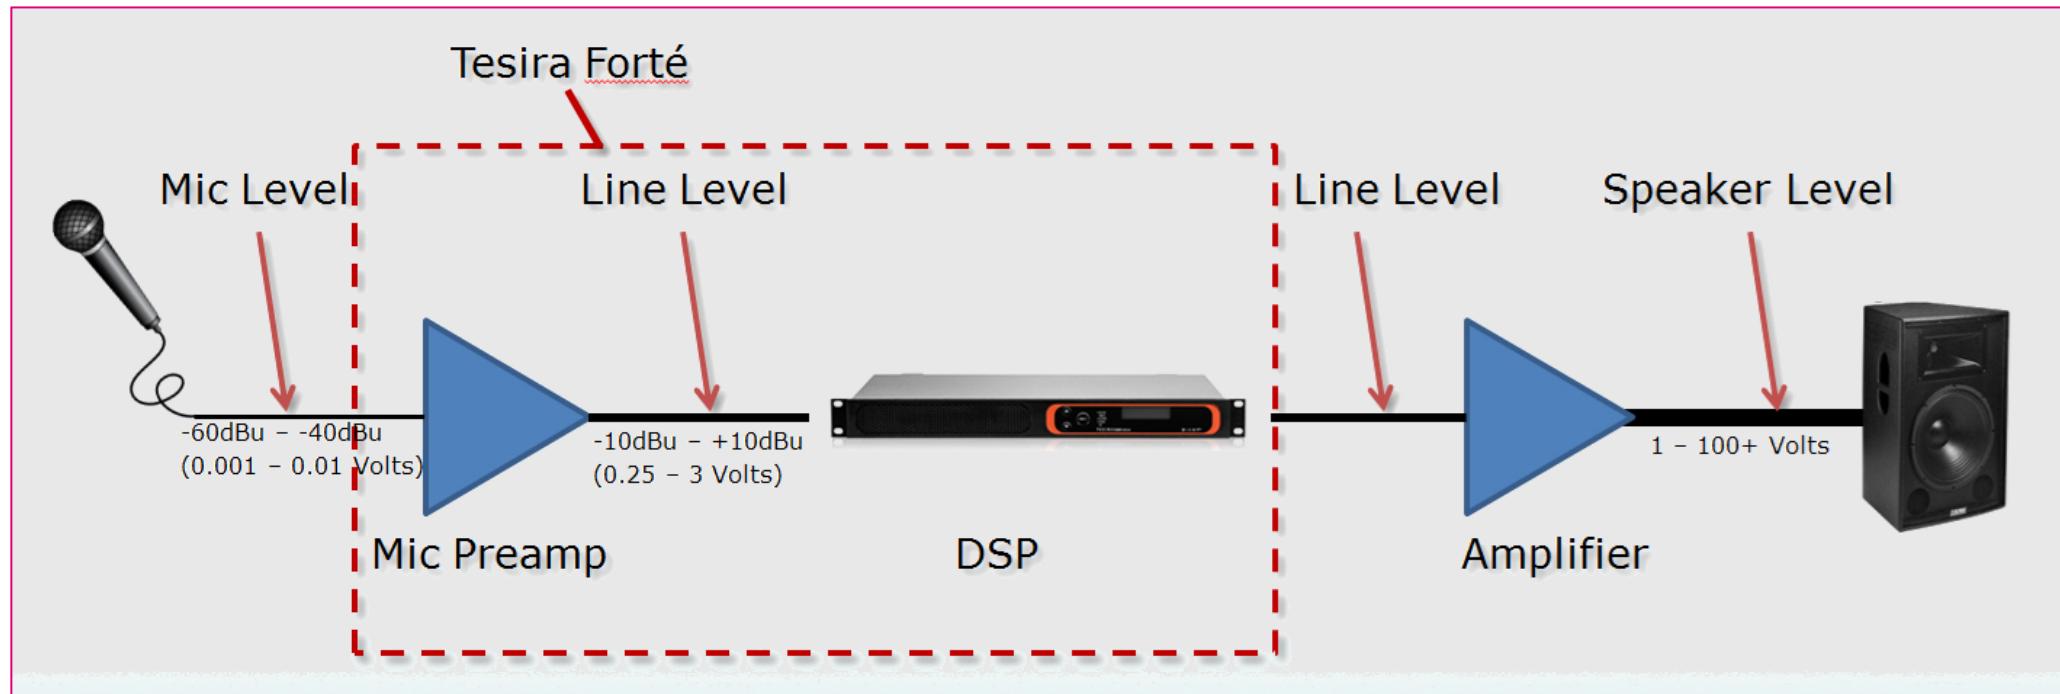 Tesira Forté
Mic Level
Line Level
Line Level
Speaker Level
-60dBu – -40dBu
(0.001 – 0.01 Volts)
-10dBu – +10dBu
(0.25 – 3 Volts)
1 – 100+ Volts
Mic Preamp
DSP
Amplifier